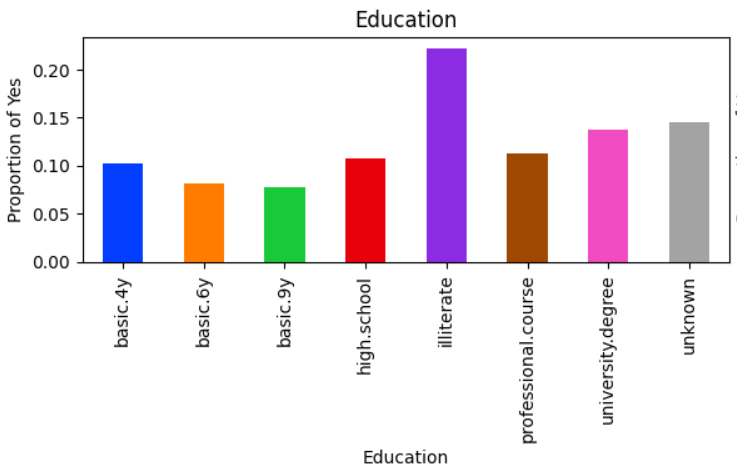 Education
Proportion of Yes
0.20
0.15
0.10
0.05
0.00
basic.4y
basic.6y
basic.9y
high.school
illiterate
professional.course
university.degree
unknown
Education